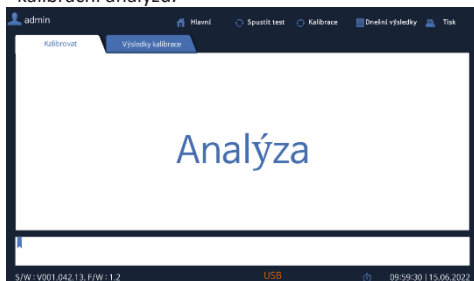 kalibrační analýzu.
admin
Hlavní Spustit test Kalibrace Dnešní výsledky Tisk
Kalibrovat Výsledky kalibrace
Analýza
S/W : V001.042.13, F/W : 1.2 USB 09:59:30 | 15.06.2022